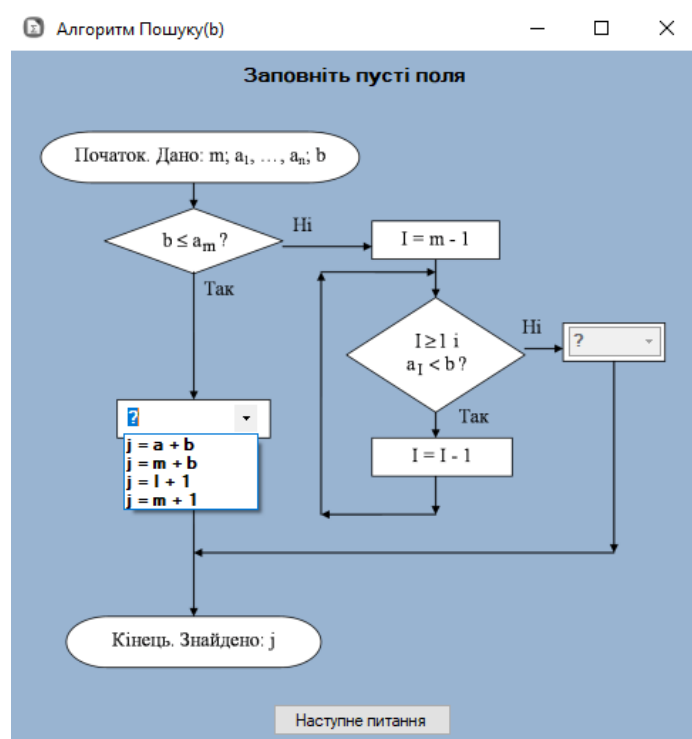 Алгоритм Пошуку(b)
Заповніть пусті поля
Початок. Дано: m; a₁, …, aₙ; b
b ≤ aₘ ?
Ні
I = m - 1
Так
I ≥ 1 і
a_I < b ?
Ні
?
Так
?
j = a + b
j = m + b
j = I + 1
j = m + 1
I = I - 1
Кінець. Знайдено: j
Наступне питання